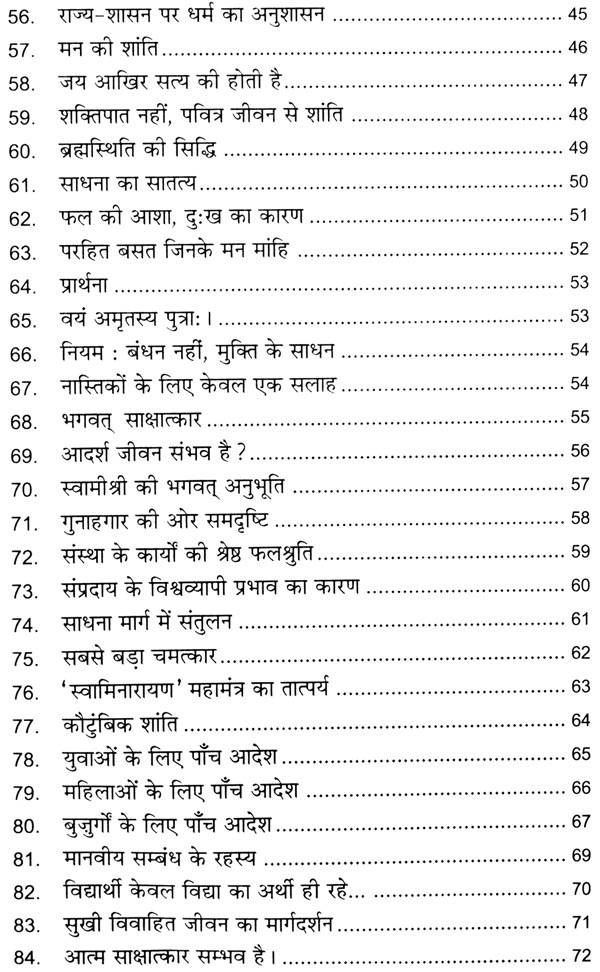 56. राज्य-शासन पर धर्म का अनुशासन ........................................ 45
57. मन की शांति ........................................ 46
58. जय आखिर सत्य की होती है ........................................ 47
59. शक्तिपात नहीं, पवित्र जीवन से शांति ........................................ 48
60. ब्रह्मस्थिति की सिद्धि ........................................ 49
61. साधना का सातत्य ........................................ 50
62. फल की आशा, दुःख का कारण ........................................ 51
63. परहित बसत जिनके मन मांहि ........................................ 52
64. प्रार्थना ........................................ 53
65. वयं अमृतस्य पुत्राः। ........................................ 53
66. नियम : बंधन नहीं, मुक्ति के साधन ........................................ 54
67. नास्तिकों के लिए केवल एक सलाह ........................................ 54
68. भगवत् साक्षात्कार ........................................ 55
69. आदर्श जीवन संभव है ? ........................................ 56
70. स्वामीश्री की भगवत् अनुभूति ........................................ 57
71. गुनाहगार की ओर समदृष्टि ........................................ 58
72. संस्था के कार्यों की श्रेष्ठ फलश्रुति ........................................ 59
73. संप्रदाय के विश्वव्यापी प्रभाव का कारण ........................................ 60
74. साधना मार्ग में संतुलन ........................................ 61
75. सबसे बड़ा चमत्कार ........................................ 62
76. ‘स्वामिनारायण’ महामंत्र का तात्पर्य ........................................ 63
77. कौटुंबिक शांति ........................................ 64
78. युवाओं के लिए पाँच आदेश ........................................ 65
79. महिलाओं के लिए पाँच आदेश ........................................ 66
80. बुज़ुर्गों के लिए पाँच आदेश ........................................ 67
81. मानवीय सम्बंध के रहस्य ........................................ 69
82. विद्यार्थी केवल विद्या का अर्थी ही रहे... ........................................ 70
83. सुखी विवाहित जीवन का मार्गदर्शन ........................................ 71
84. आत्म साक्षात्कार सम्भव है। ........................................ 72